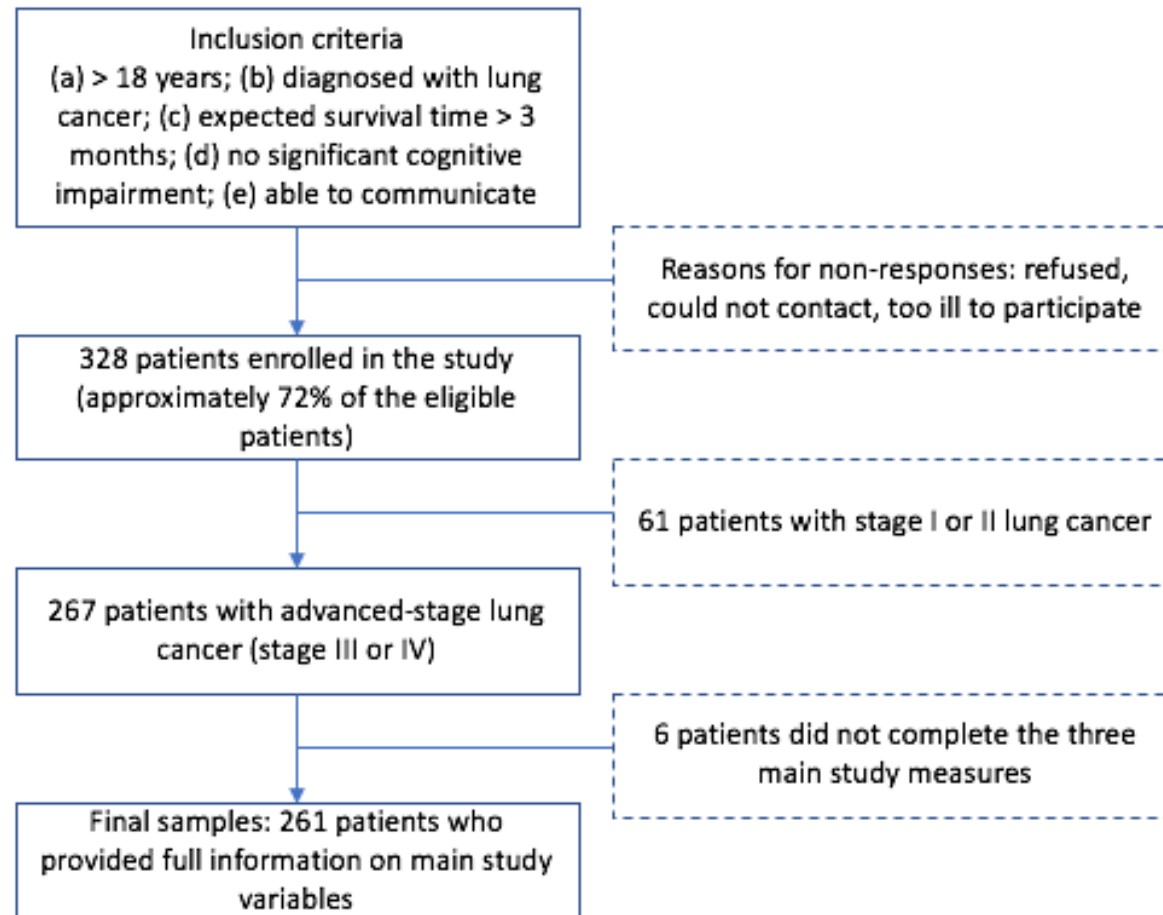 Inclusion criteria
(a) > 18 years; (b) diagnosed with lung
cancer; (c) expected survival time > 3
months; (d) no significant cognitive
impairment; (e) able to communicate
Reasons for non-responses: refused,
could not contact, too ill to participate
328 patients enrolled in the study
(approximately 72% of the eligible
patients)
61 patients with stage I or II lung cancer
267 patients with advanced-stage lung
cancer (stage III or IV)
6 patients did not complete the three
main study measures
Final samples: 261 patients who
provided full information on main study
variables